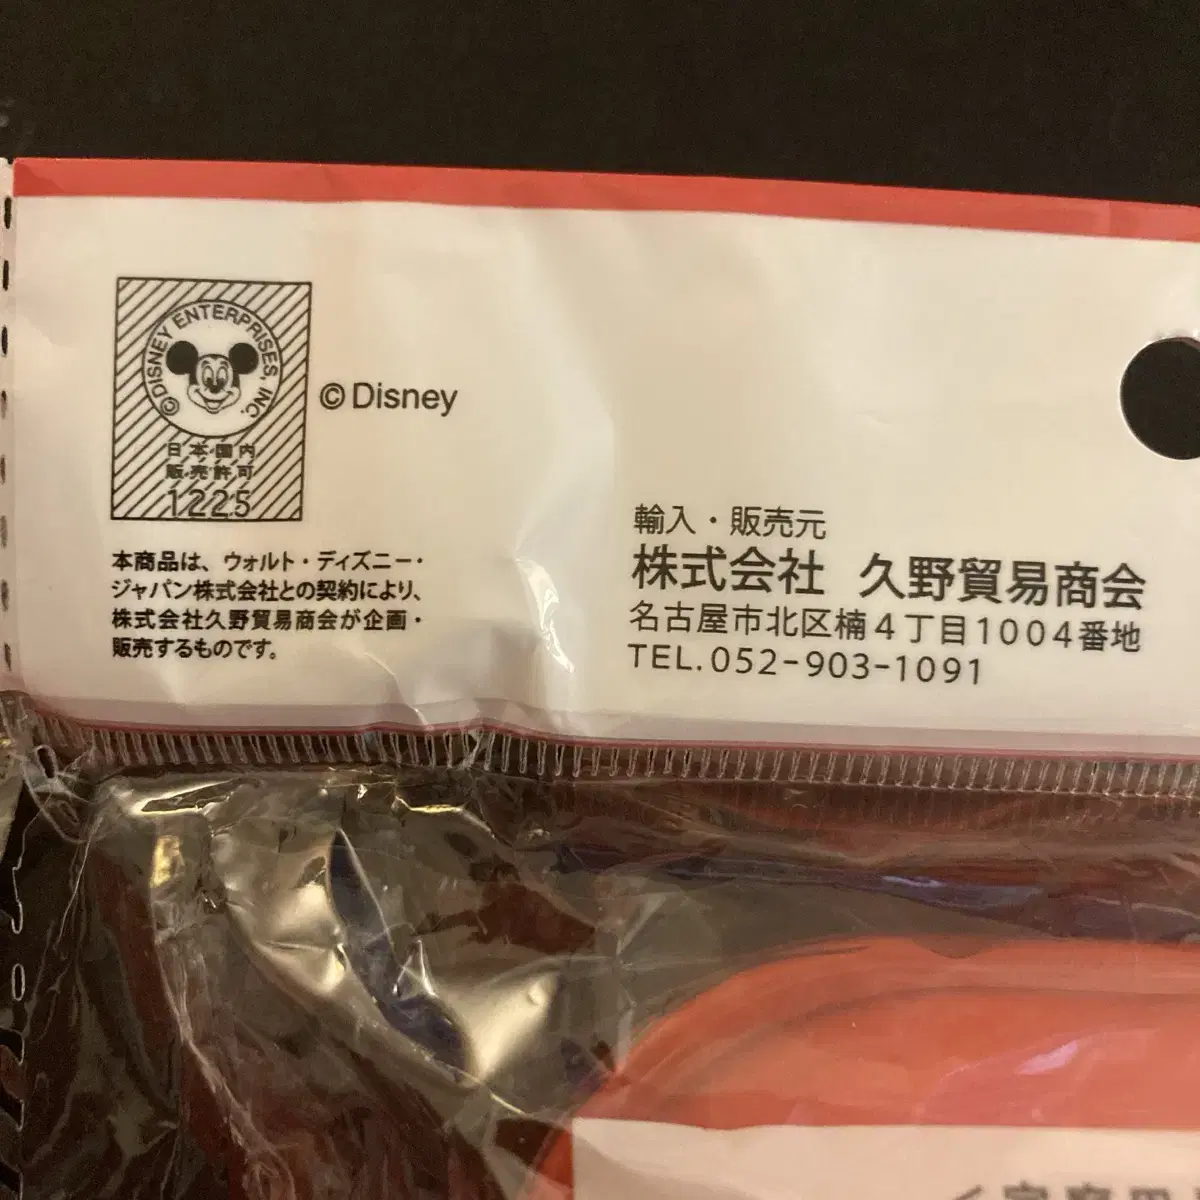 ©DISNEY ENTERPRISES, INC.
日本国内
販売許可
1225
©Disney
本商品は、ウォルト・ディズニー・
ジャパン株式会社との契約により、
株式会社久野貿易商会が企画・
販売するものです。
輸入・販売元
株式会社 久野貿易商会
名古屋市北区楠4丁目1004番地
TEL.052-903-1091